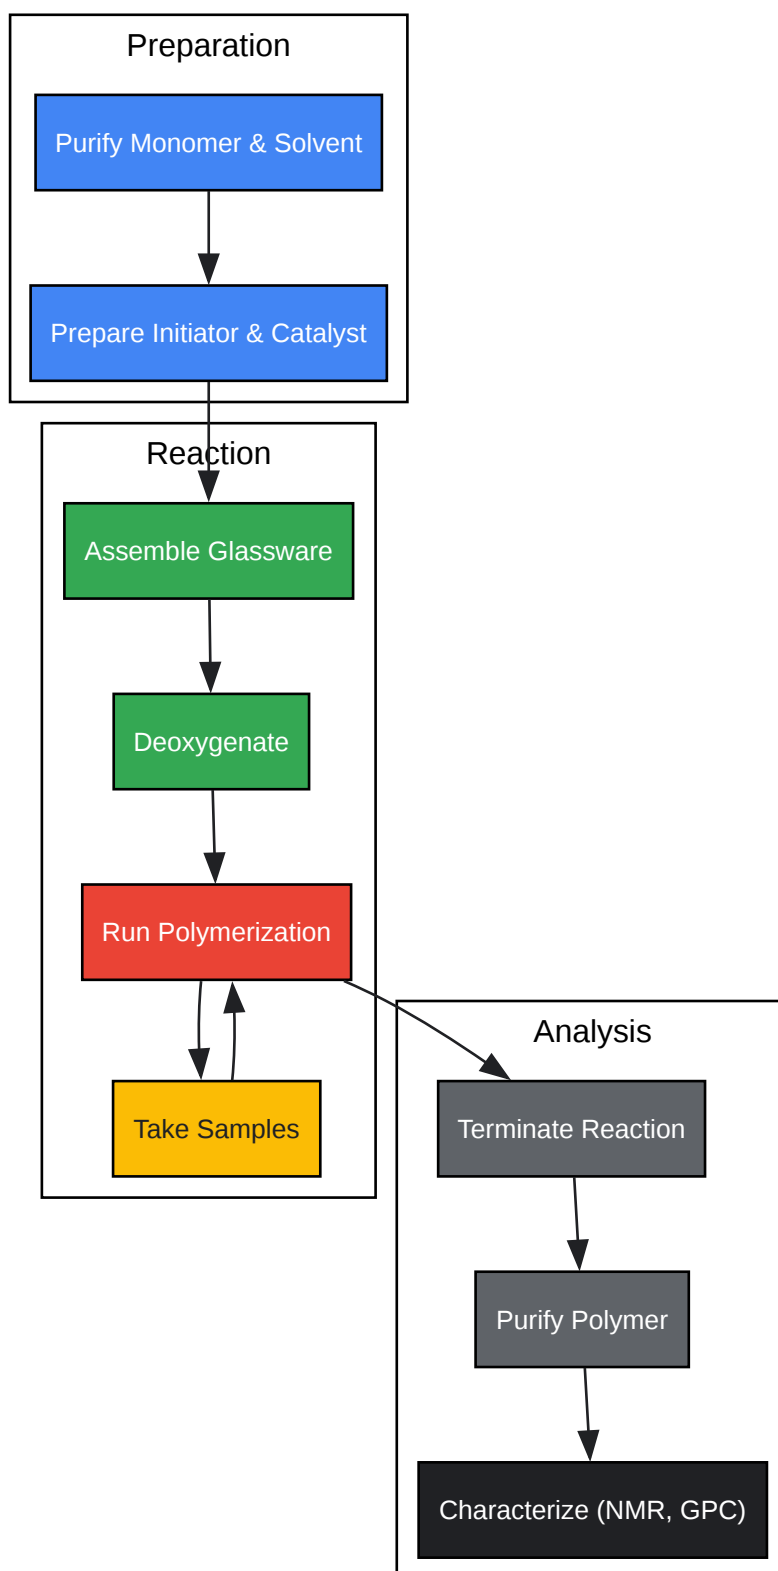 Preparation
Purify Monomer & Solvent
Prepare Initiator & Catalyst
Reaction
Assemble Glassware
Deoxygenate
Run Polymerization
Take Samples
Analysis
Terminate Reaction
Purify Polymer
Characterize (NMR, GPC)